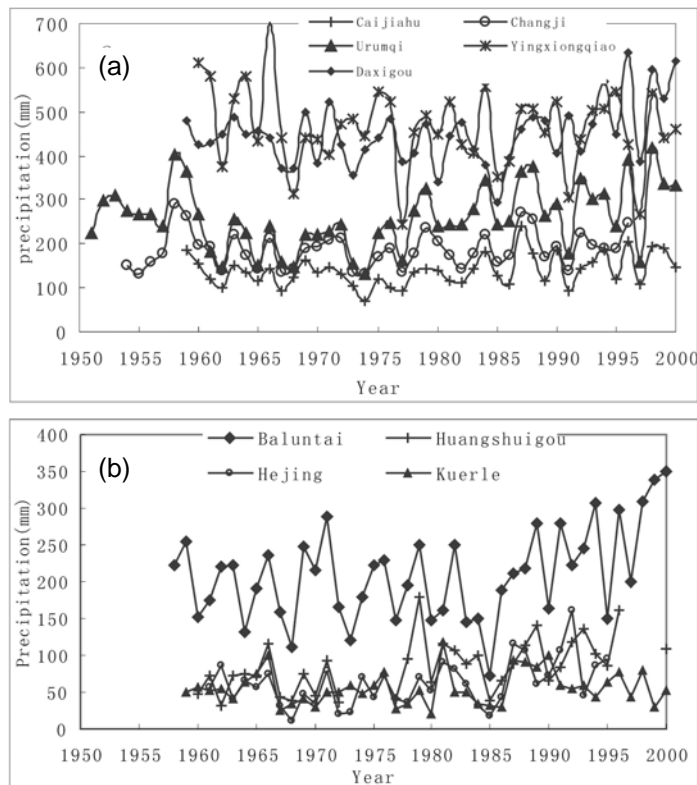 (a)
Caijiahu Changji
Urumqi Yingxiongqiao
Daxigou
700
600
500
400
300
200
100
0
precipitation(mm)
1950 1955 1960 1965 1970 1975 1980 1985 1990 1995 2000
Year
(b)
Baluntai Huangshuigou
Hejing Kuerle
400
350
300
250
200
150
100
50
0
Precipitation(mm)
1950 1955 1960 1965 1970 1975 1980 1985 1990 1995 2000
Year